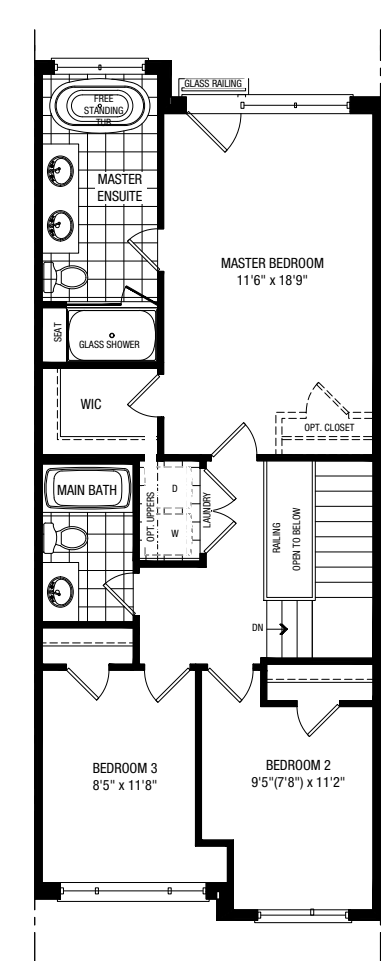 GLASS RAILING
FREE
STANDING
TUB
MASTER
ENSUITE
MASTER BEDROOM
11'6" x 18'9"
SEAT
GLASS SHOWER
WIC
OPT. CLOSET
MAIN BATH
OPT. UPPERS
D
W
LAUNDRY
RAILING
OPEN TO BELOW
DN
BEDROOM 3
8'5" x 11'8"
BEDROOM 2
9'5"(7'8") x 11'2"